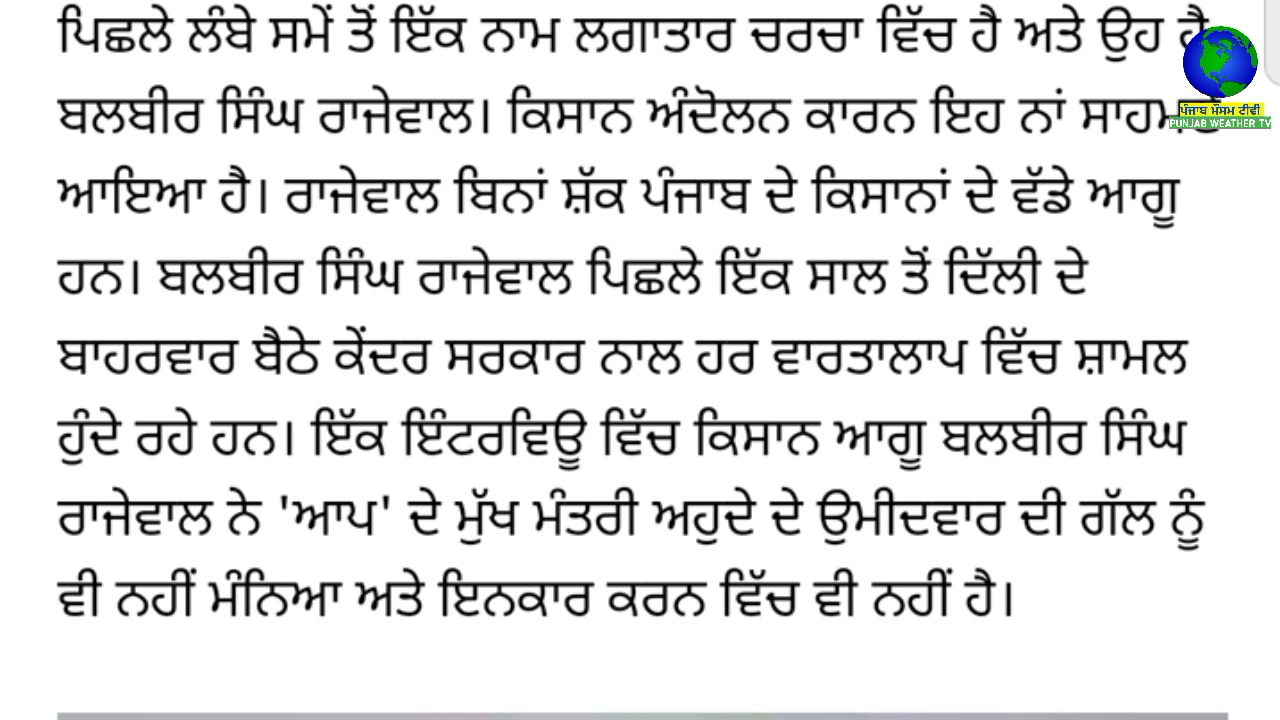 ਪਿਛਲੇ ਲੰਬੇ ਸਮੇਂ ਤੋਂ ਇੱਕ ਨਾਮ ਲਗਾਤਾਰ ਚਰਚਾ ਵਿੱਚ ਹੈ ਅਤੇ ਉਹ ਹੈ
ਬਲਬੀਰ ਸਿੰਘ ਰਾਜੇਵਾਲ। ਕਿਸਾਨ ਅੰਦੋਲਨ ਕਾਰਨ ਇਹ ਨਾਂ
ਆਇਆ ਹੈ। ਰਾਜੇਵਾਲ ਬਿਨਾਂ ਸ਼ੱਕ ਪੰਜਾਬ ਦੇ ਕਿਸਾਨਾਂ ਦੇ ਵੱਡੇ ਆਗੂ
ਹਨ। ਬਲਬੀਰ ਸਿੰਘ ਰਾਜੇਵਾਲ ਪਿਛਲੇ ਇੱਕ ਸਾਲ ਤੋਂ ਦਿੱਲੀ ਦੇ
ਬਾਹਰਵਾਰ ਬੈਠੇ ਕੇਂਦਰ ਸਰਕਾਰ ਨਾਲ ਹਰ ਵਾਰਤਾਲਾਪ ਵਿੱਚ ਸ਼ਾਮਲ
ਹੁੰਦੇ ਰਹੇ ਹਨ। ਇੱਕ ਇੰਟਰਵਿਊ ਵਿੱਚ ਕਿਸਾਨ ਆਗੂ ਬਲਬੀਰ ਸਿੰਘ
ਰਾਜੇਵਾਲ ਨੇ 'ਆਪ' ਦੇ ਮੁੱਖ ਮੰਤਰੀ ਅਹੁਦੇ ਦੇ ਉਮੀਦਵਾਰ ਦੀ ਗੱਲ ਨੂੰ
ਵੀ ਨਹੀਂ ਮੰਨਿਆ ਅਤੇ ਇਨਕਾਰ ਕਰਨ ਵਿੱਚ ਵੀ ਨਹੀਂ ਹੈ।
ਪੰਜਾਬ ਮੌਸਮ ਟੀਵੀ
PUNJAB WEATHER TV